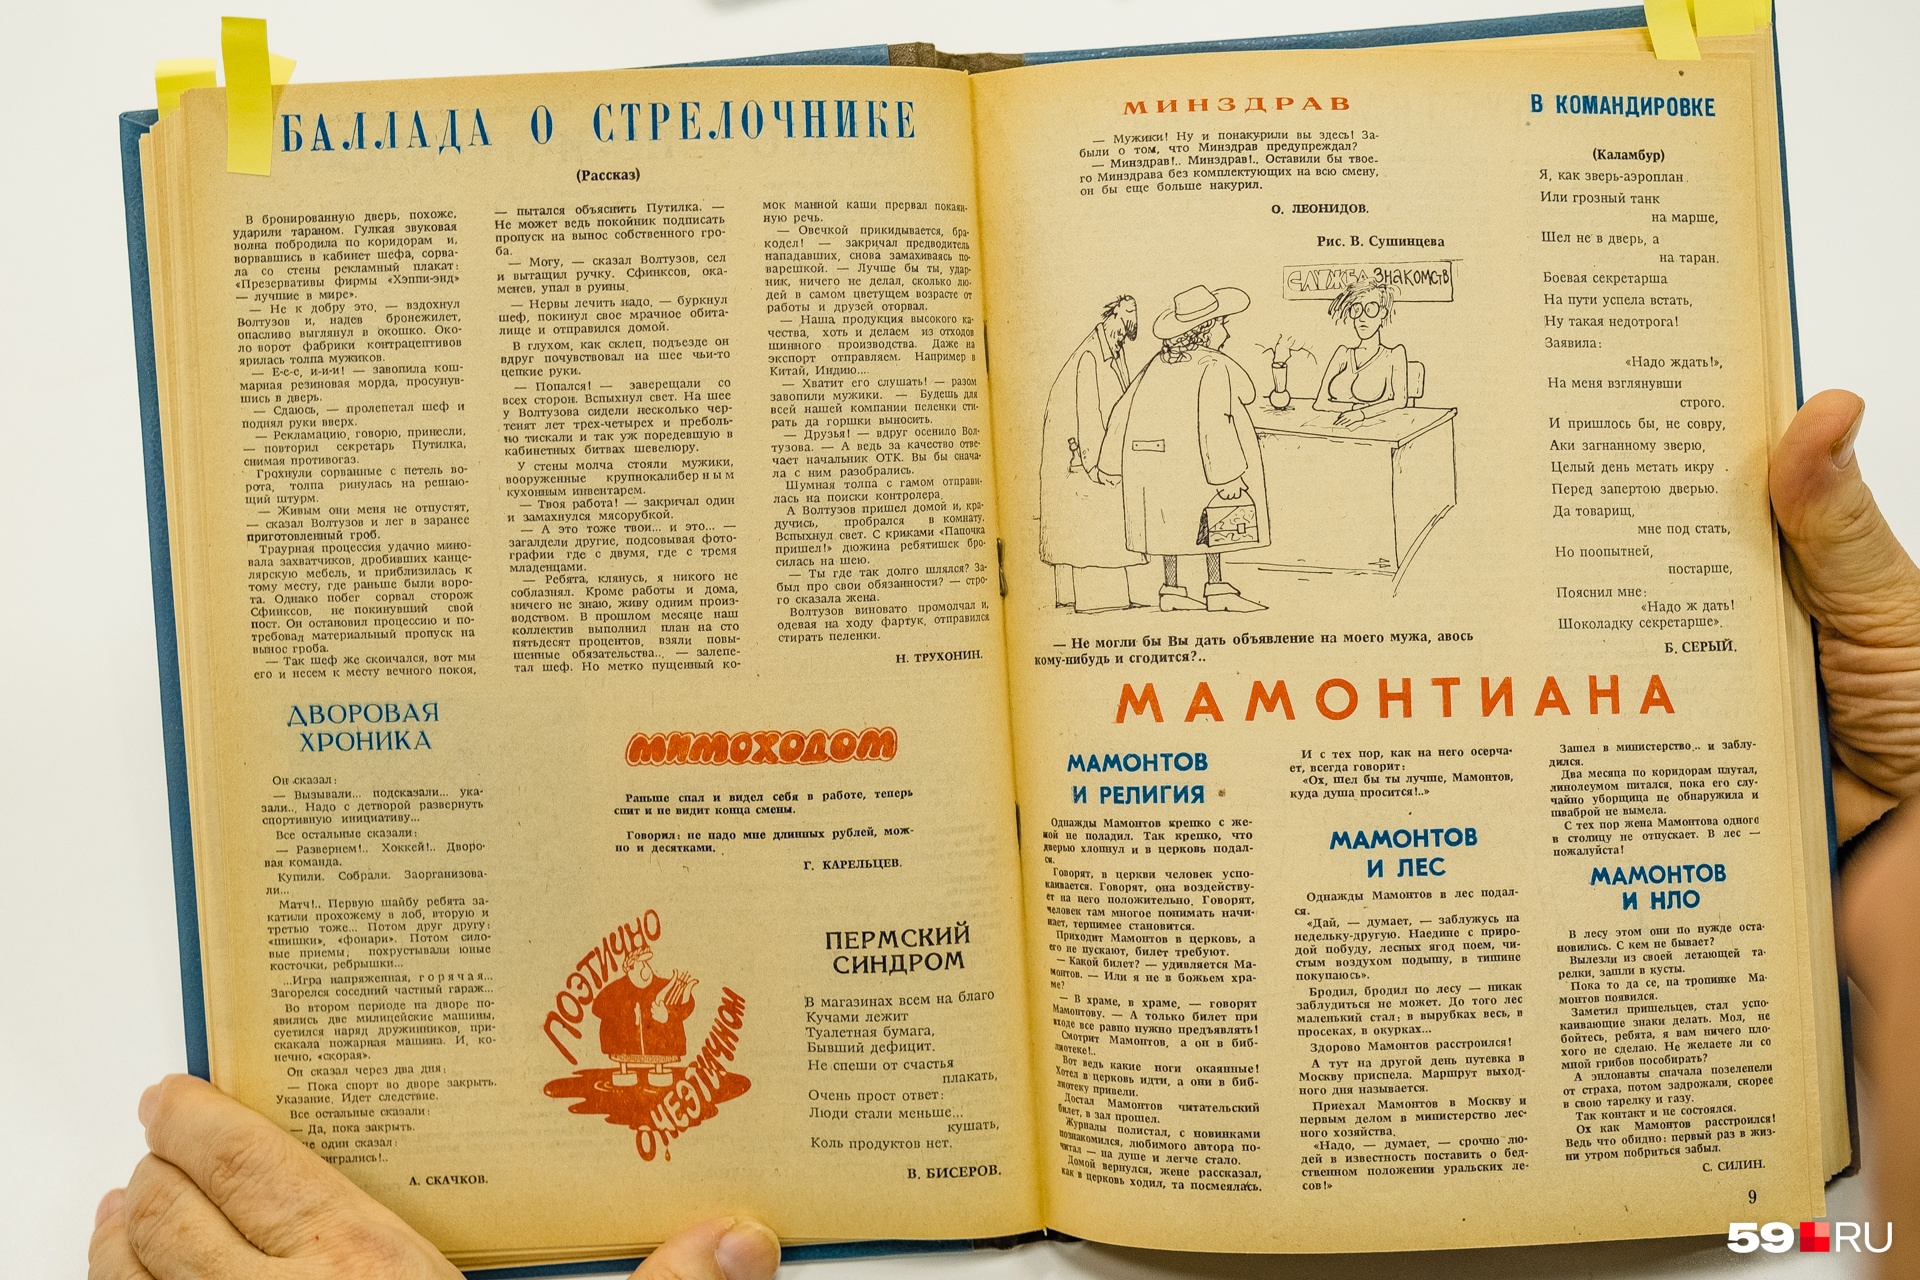 БАЛЛАДА О СТРЕЛОЧНИКЕ
(Рассказ)
В бронированную дверь, похоже,
ударили тараном. Гулкая звуковая
волна побродила по коридорам и,
ворвавшись в кабинет шефа, сорва-
ла со стены рекламный плакат:
«Презервативы фирмы «Хэппи-энд»
— лучшие в мире».
— Не к добру это, — вздохнул
Волтузов и, надев бронежилет,
опасливо выглянул в окошко. Око-
ло ворот фабрики контрацептивов
ярилась толпа мужиков.
— Е-е-е, и-и-и! — завопила кош-
марная резиновая морда, просунув-
шись в дверь.
— Сдаюсь, — пролепетал шеф и
поднял руки вверх.
— Рекламацию, говорю, принесли,
— повторил секретарь Путилка,
снимая противогаз.
Грохнули сорванные с петель во-
рота, толпа ринулась на решаю-
щий штурм.
— Живым они меня не отпустят,
— сказал Волтузов и лег в заранее
приготовленный гроб.
Траурная процессия удачно мино-
вала захватчиков, дробивших канце-
лярскую мебель, и приблизилась к
тому месту, где раньше были воро-
та. Однако побег сорвал сторож
Сфинксов, не покинувший свой
пост. Он остановил процессию и по-
требовал материальный пропуск на
вынос гроба.
— Так шеф же скончался, вот мы
его и несем к месту вечного покоя,
— пытался объяснить Путилка. —
Не может ведь покойник подписать
пропуск на вынос собственного гро-
ба.
— Могу, — сказал Волтузов, сел
и вытащил ручку. Сфинксов, ока-
менев, упал в руины.
— Нервы лечить надо, — буркнул
шеф, покинул свое мрачное обита-
лище и отправился домой.
В глухом, как склеп, подъезде он
вдруг почувствовал на шее чьи-то
цепкие руки.
— Попался! — заверещали со
всех сторон. Вспыхнул свет. На шее
у Волтузова сидели несколько чер-
тенят лет трех-четырех и преболь-
но тискали и так уж поредевшую в
кабинетных битвах шевелюру.
У стены молча стояли мужики,
вооруженные крупнокалиберным
кухонным инвентарем.
— Твоя работа! — закричал один
и замахнулся мясорубкой.
— А это тоже твои... и это... —
загалдели другие, подсовывая фото-
графии где с двумя, где с тремя
младенцами.
— Ребята, клянусь, я никого не
соблазнял. Кроме работы и дома,
ничего не знаю, живу одним произ-
водством. В прошлом месяце наш
коллектив выполнил план на сто
пятьдесят процентов, взяли повы-
шенные обязательства.. — залепе-
тал шеф. Но метко пущенный ко-
мок манной каши прервал покаян-
ную речь.
— Овечкой прикидывается, бра-
кодел! — закричал предводитель
нападавших, снова замахиваясь по-
варешкой. — Лучше бы ты, удар-
ник, ничего не делал, сколько лю-
дей в самом цветущем возрасте от
работы и друзей оторвал.
— Наша продукция высокого ка-
чества, хоть и делаем из отходов
шинного производства. Даже на
экспорт отправляем. Например в
Китай, Индию....
— Хватит его слушать! — разом
завопили мужики. — Будешь для
всей нашей компании пеленки сти-
рать да горшки выносить.
— Друзья! — вдруг осенило Вол-
тузова. — А ведь за качество отве-
чает начальник ОТК. Вы бы снача-
ла с ним разобрались.
Шумная толпа с гамом отправи-
лась на поиски контролера.
А Волтузов пришел домой и, кра-
дучись, пробрался в комнату.
Вспыхнул свет. С криками «Папочка
пришел!» дюжина ребятишек бро-
силась на шею.
— Ты где так долго шлялся? За-
был про свои обязанности? — стро-
го сказала жена.
Волтузов виновато промолчал и,
одевая на ходу фартук, отправился
стирать пеленки.
Н. ТРУХОНИН.
ДВОРОВАЯ
ХРОНИКА
Он сказал:
— Вызывали... подсказали... ука-
зали.. Надо с детворой развернуть
спортивную инициативу...
Все остальные сказали:
— Развернем!.. Хоккей!.. Дворо-
вая команда.
Купили. Собрали. Заорганизова-
ли...
Матч!.. Первую шайбу ребята за-
катили прохожему в лоб, вторую и
третью тоже... Потом друг другу:
«шишки», «фонари». Потом сило-
вые приемы, похрустывали юные
косточки, ребрышки...
...Игра напряженная, горячая...
Загорелся соседний частный гараж...
Во втором периоде на дворе по-
явились две милицейские машины,
суетился наряд дружинников, при-
скакала пожарная машина. И, ко-
нечно, «скорая».
Он сказал через два дня:
— Пока спорт во дворе закрыть.
Указание. Идет следствие.
Все остальные сказали:
— Да, пока закрыть.
не один сказал:
игрались!..
А. СКАЧКОВ.
мимоходом
Раньше спал и видел себя в работе, теперь
спит и не видит конца смены.
Говорил: не надо мне длинных рублей, мож-
но и десятками.
Г. КАРЕЛЬЦЕВ.
ПОЭТИЧНО
О НЕЭТИЧНОМ
ПЕРМСКИЙ
СИНДРОМ
В магазинах всем на благо
Кучами лежит
Туалетная бумага,
Бывший дефицит.
Не спеши от счастья
плакать,
Очень прост ответ:
Люди стали меньше...
кушать,
Коль продуктов нет.
В. БИСЕРОВ.
МИНЗДРАВ
— Мужики! Ну и понакурили вы здесь! За-
были о том, что Минздрав предупреждал?
— Минздрав!.. Минздрав!.. Оставили бы твое-
го Минздрава без комплектующих на всю смену,
он бы еще больше накурил.
О. ЛЕОНИДОВ.
Рис. В. Сушинцева
СЛУЖБА ЗНАКОМСТВ
— Не могли бы Вы дать объявление на моего мужа, авось
кому-нибудь и сгодится?..
В КОМАНДИРОВКЕ
(Каламбур)
Я, как зверь-аэроплан
Или грозный танк
на марше,
Шел не в дверь, а
на таран.
Боевая секретарша
На пути успела встать,
Ну такая недотрога!
Заявила:
«Надо ждать!»,
На меня взглянувши
строго.
И пришлось бы, не совру,
Аки загнанному зверю,
Целый день метать икру
Перед запертою дверью.
Да товарищ,
мне под стать,
Но поопытней,
постарше,
Пояснил мне:
«Надо ж дать!
Шоколадку секретарше».
Б. СЕРЫЙ.
МАМОНТИАНА
МАМОНТОВ
И РЕЛИГИЯ
Однажды Мамонтов крепко с же-
ной не поладил. Так крепко, что
дверью хлопнул и в церковь подал-
ся.
Говорят, в церкви человек успо-
каивается. Говорят, она воздейству-
ет на него положительно. Говорят,
человек там многое понимать начи-
нает, терпимее становится.
Приходит Мамонтов в церковь, а
его не пускают, билет требуют.
— Какой билет? — удивляется Ма-
монтов. — Или я не в божьем хра-
ме?
— В храме, в храме, — говорят
Мамонтову. — А только билет при
входе все равно нужно предъявлять!
Смотрит Мамонтов, а он в биб-
лиотеке!..
Вот ведь какие ноги окаянные!
Хотел в церковь идти, а они в биб-
лиотеку привели.
Достал Мамонтов читательский
билет, в зал прошел.
Журналы полистал, с новинками
познакомился, любимого автора по-
читал — на душе и легче стало.
Домой вернулся, жене рассказал,
как в церковь ходил, та посмеялась.
И с тех пор, как на него осерча-
ет, всегда говорит:
«Ох, шел бы ты лучше, Мамонтов,
куда душа просится!..»
МАМОНТОВ
И ЛЕС
Однажды Мамонтов в лес подал-
ся.
«Дай, — думает, — заблужусь на
недельку-другую. Наедине с приро-
дой побуду, лесных ягод поем, чи-
стым воздухом подышу, в тишине
покупаюсь».
Бродил, бродил по лесу — никак
заблудиться не может. До того лес
маленький стал: в вырубках весь, в
просеках, в окурках...
Здорово Мамонтов расстроился!
А тут на другой день путевка в
Москву приспела. Маршрут выход-
ного дня называется.
Приехал Мамонтов в Москву и
первым делом в министерство лес-
ного хозяйства.
«Надо, — думает, — срочно лю-
дей в известность поставить о бед-
ственном положении уральских ле-
сов!»
Зашел в министерство.. и заблу-
дился.
Два месяца по коридорам плутал,
линолеумом питался, пока его слу-
чайно уборщица не обнаружила и
шваброй не вымела.
С тех пор жена Мамонтова одного
в столицу не отпускает. В лес —
пожалуйста!
МАМОНТОВ
И НЛО
В лесу этом они по нужде оста-
новились. С кем не бывает?
Вылезли из своей летающей та-
релки, зашли в кусты.
Пока то да се, на тропинке Ма-
монтов появился.
Заметил пришельцев, стал успо-
каивающие знаки делать. Мол, не
бойтесь, ребята, я вам ничего пло-
хого не сделаю. Не желаете ли со
мной грибов пособирать?
А энлонавты сначала позеленели
от страха, потом задрожали, скорее
в свою тарелку и газу.
Так контакт и не состоялся.
Ох как Мамонтов расстроился!
Ведь что обидно: первый раз в жиз-
ни утром побриться забыл.
С. СИЛИН.
9
59.RU